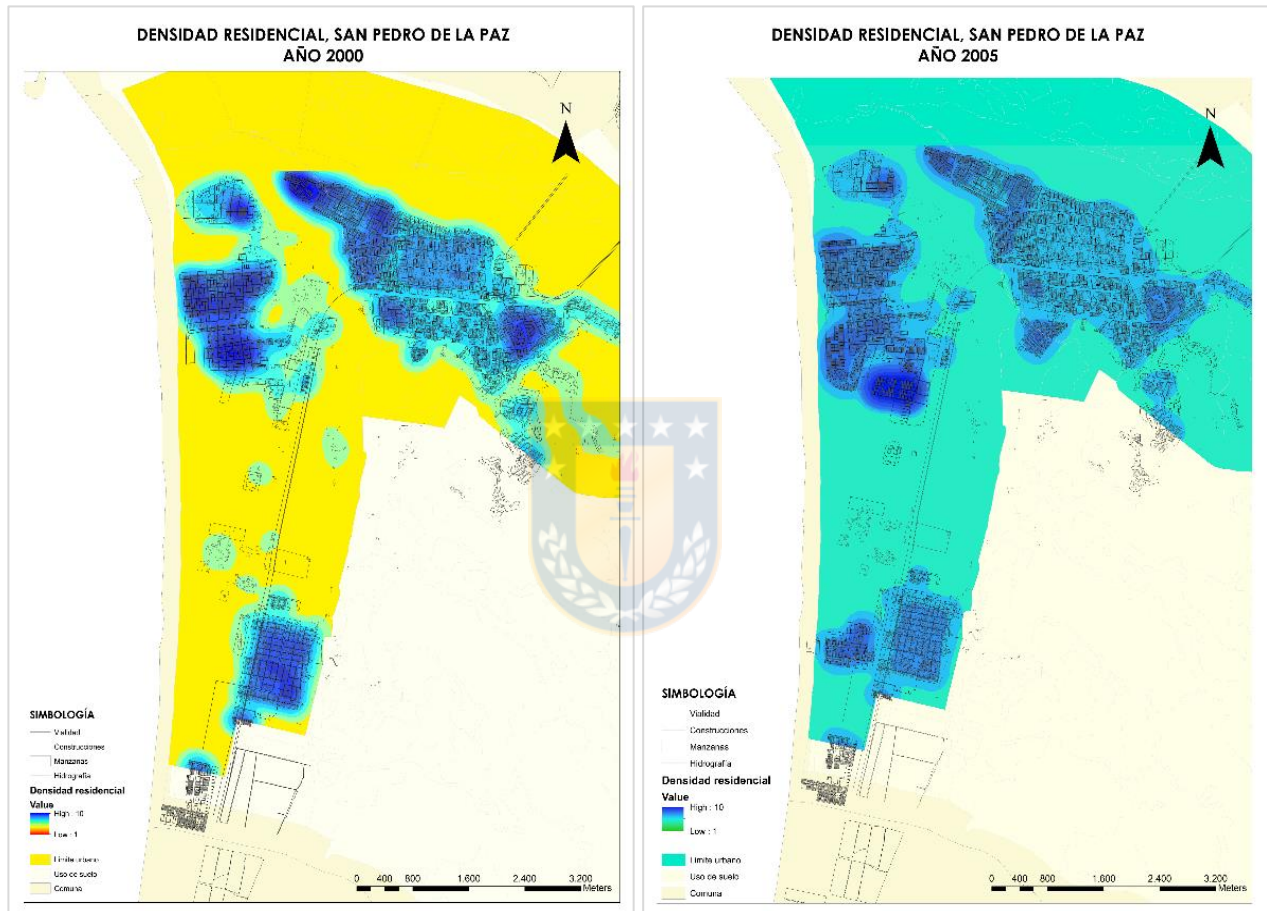 DENSIDAD RESIDENCIAL, SAN PEDRO DE LA PAZ
AÑO 2000
N
SIMBOLOGÍA
Vialidad
Construcciones
Manzanas
Hidrografía
Densidad residencial
Value
High : 10
Low : 1
Límite urbano
Uso de suelo
Comuna
0 400 800 1.600 2.400 3.200
Meters
DENSIDAD RESIDENCIAL, SAN PEDRO DE LA PAZ
AÑO 2005
N
SIMBOLOGÍA
Vialidad
Construcciones
Manzanas
Hidrografía
Densidad residencial
Value
High : 10
Low : 1
Límite urbano
Uso de suelo
Comuna
0 400 800 1.600 2.400 3.200
Meters